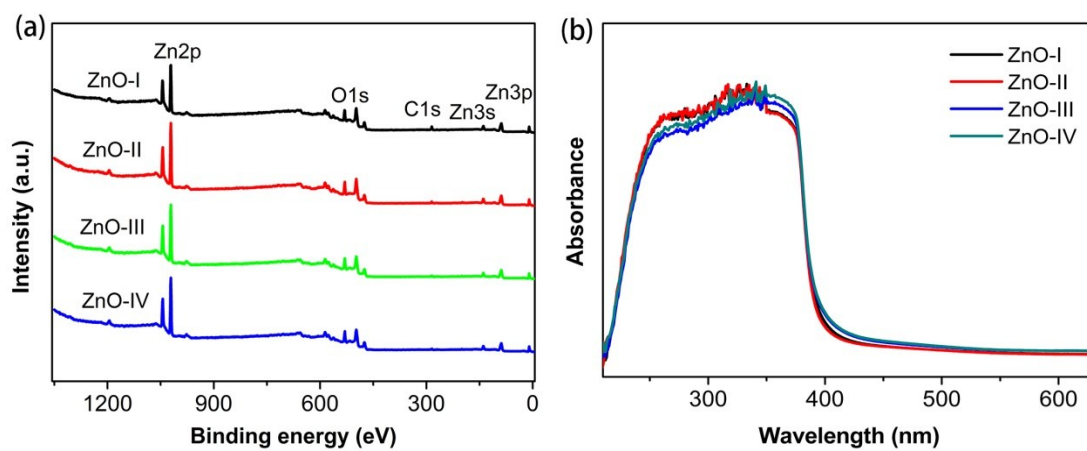 (a)
Zn2p
ZnO-I
O1s
C1s
Zn3s
Zn3p
ZnO-II
ZnO-III
ZnO-IV
Intensity (a.u.)
1200 900 600 300 0
Binding energy (eV)
(b)
ZnO-I
ZnO-II
ZnO-III
ZnO-IV
Absorbance
300 400 500 600
Wavelength (nm)